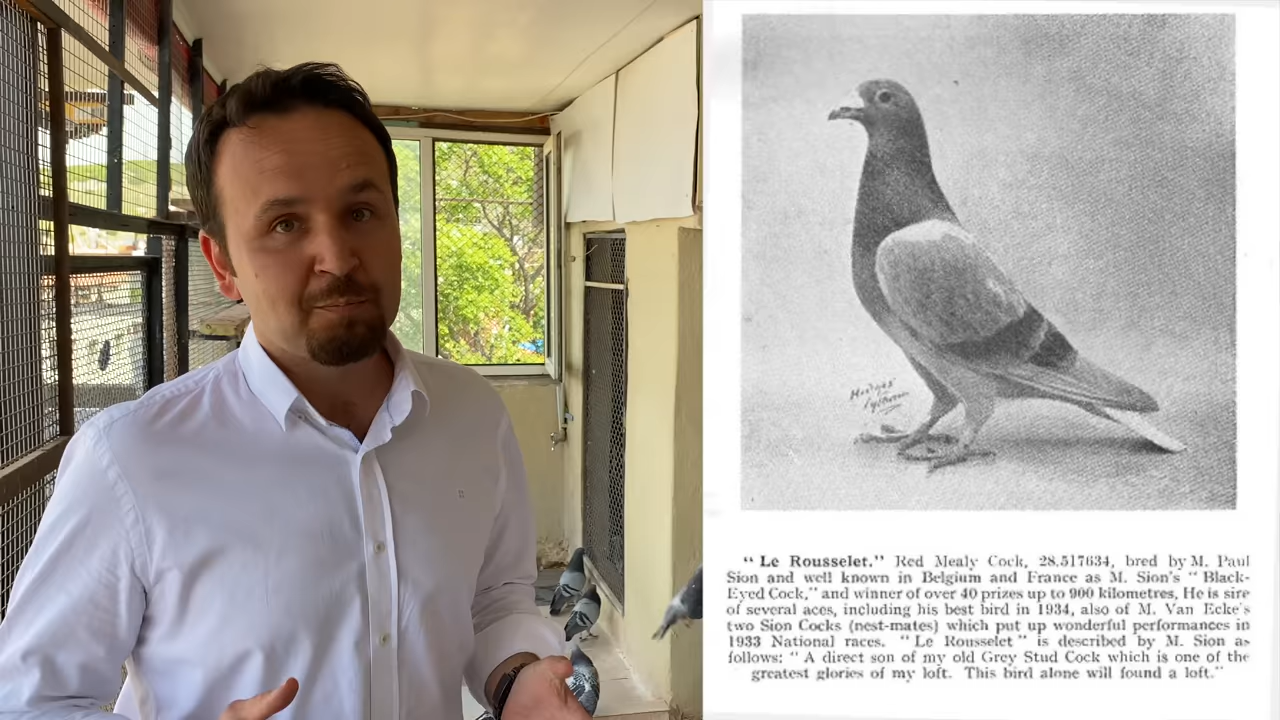 "Le Rousselet." Red Mealy Cock, 28.517634, bred by M. Paul
Sion and well known in Belgium and France as M. Sion's "Black-
Eyed Cock," and winner of over 40 prizes up to 900 kilometres. He is sire
of several aces, including his best bird in 1934, also of M. Van Ecke's
two Sion Cocks (nest-mates) which put up wonderful performances in
1933 National races. "Le Rousselet" is described by M. Sion as
follows: "A direct son of my old Grey Stud Cock which is one of the
greatest glories of my loft. This bird alone will found a loft."